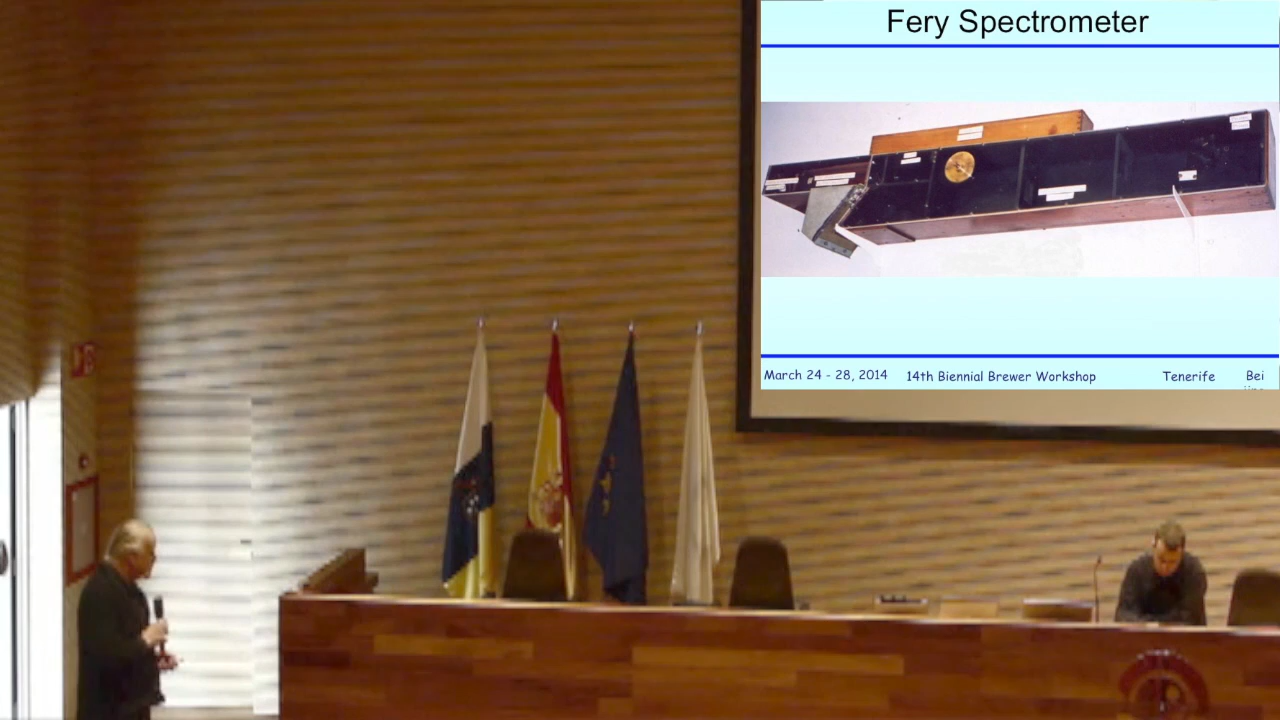 Fery Spectrometer
March 24 - 28, 2014 14th Biennial Brewer Workshop Tenerife Bei